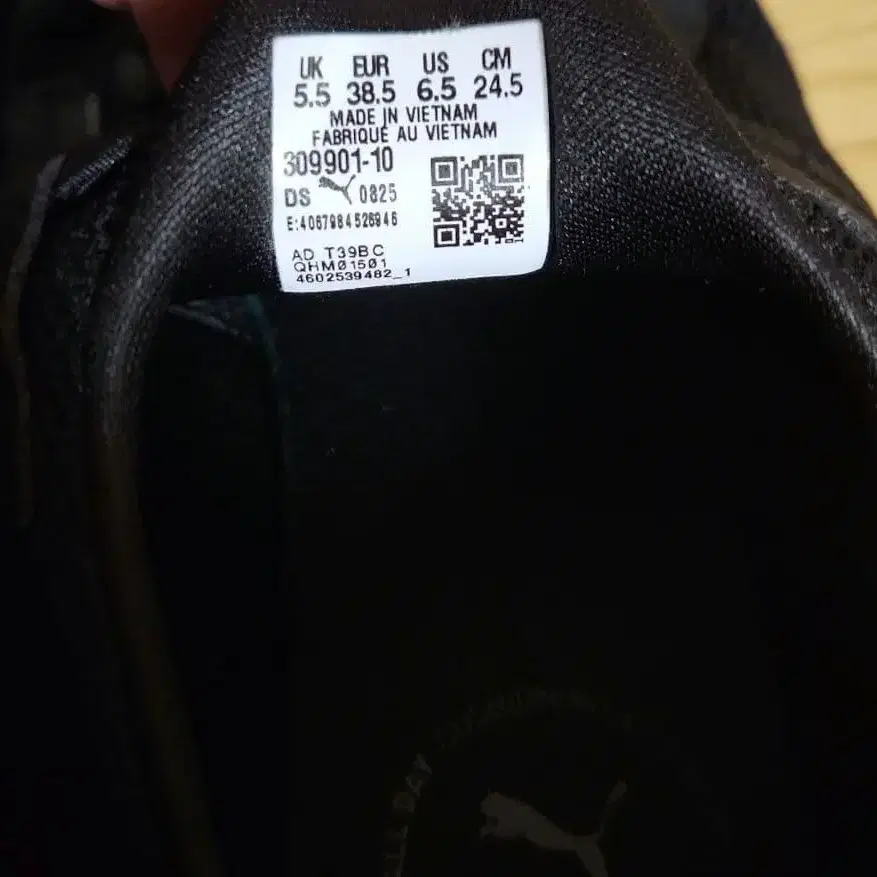 UK EUR US CM
5.5 38.5 6.5 24.5
MADE IN VIETNAM
FABRIQUÉ AU VIETNAM
309901-10
DS 0825
E:4067984526946
AD T39BC
QHM01501
4602539482_1